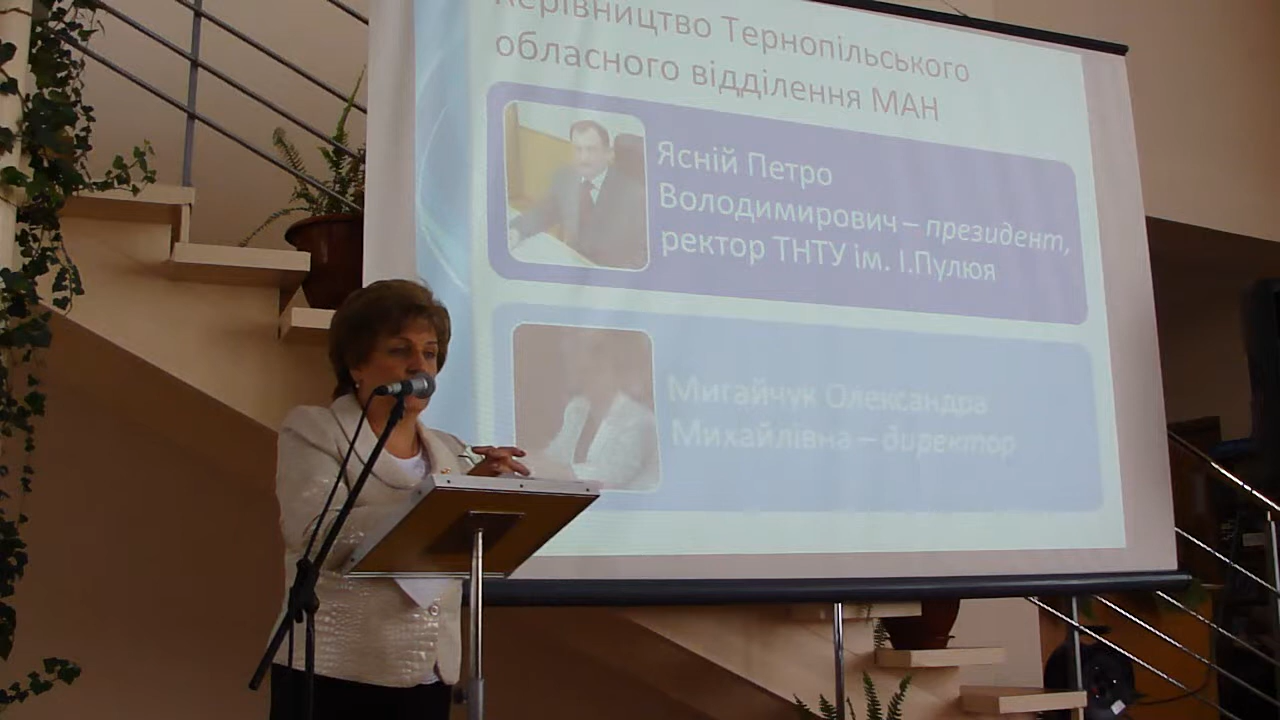 Керівництво Тернопільського
обласного відділення МАН
Ясній Петро
Володимирович – президент,
ректор ТНТУ ім. І.Пулюя
Мигайчук Олександра
Михайлівна – директор